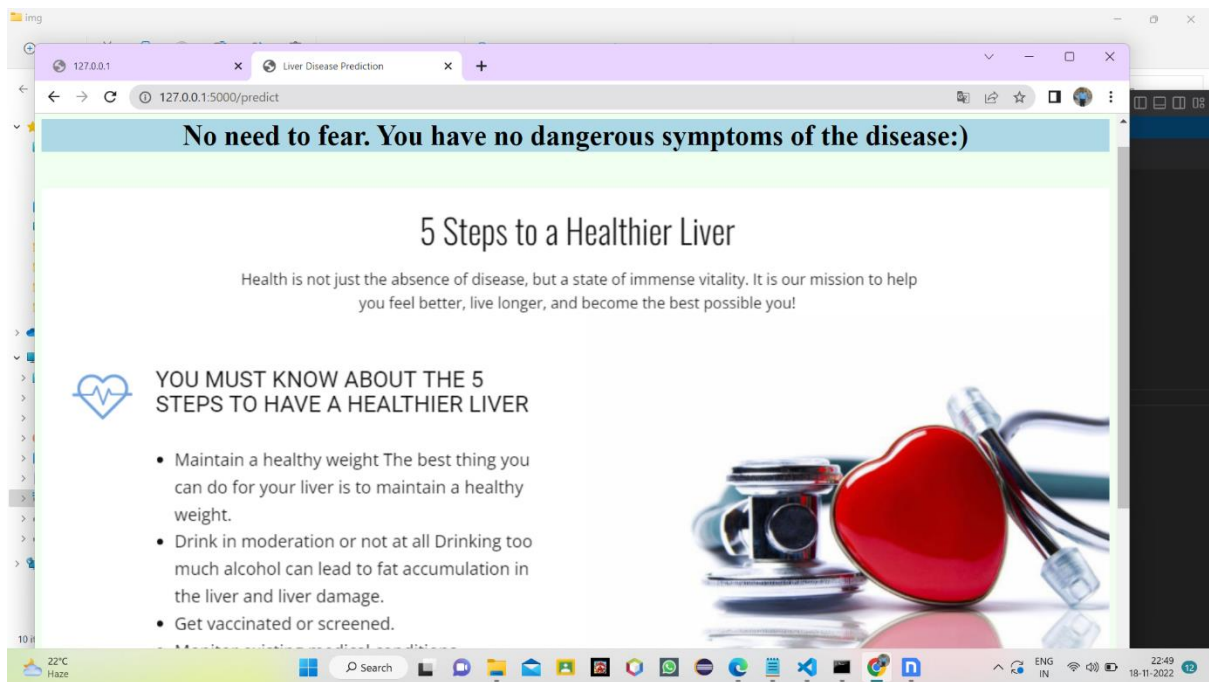 img
127.0.0.1
Liver Disease Prediction
127.0.0.1:5000/predict
No need to fear. You have no dangerous symptoms of the disease:)
5 Steps to a Healthier Liver
Health is not just the absence of disease, but a state of immense vitality. It is our mission to help
you feel better, live longer, and become the best possible you!
YOU MUST KNOW ABOUT THE 5
STEPS TO HAVE A HEALTHIER LIVER
• Maintain a healthy weight The best thing you
can do for your liver is to maintain a healthy
weight.
• Drink in moderation or not at all Drinking too
much alcohol can lead to fat accumulation in
the liver and liver damage.
• Get vaccinated or screened.
• Monitor existing medical conditions
10 it
22°C
Haze
Search
ENG
IN
22:49
18-11-2022
12